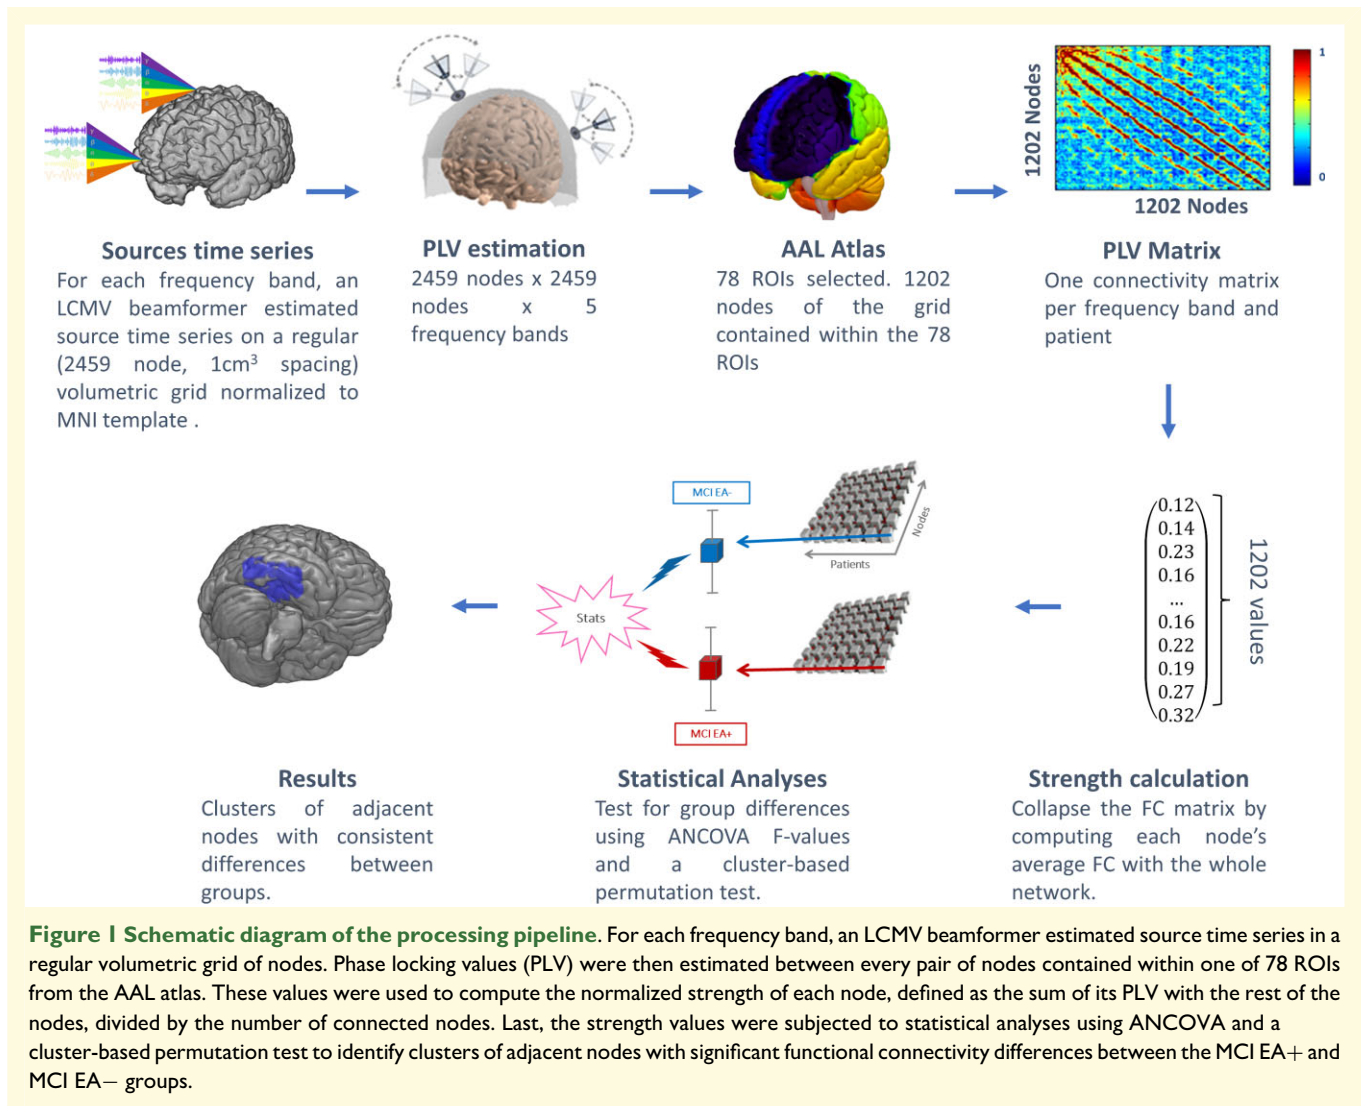 1202 Nodes
1
0
1202 Nodes
Sources time series
For each frequency band, an
LCMV beamformer estimated
source time series on a regular
(2459 node, 1cm³ spacing)
volumetric grid normalized to
MNI template .
PLV estimation
2459 nodes x 2459
nodes x 5
frequency bands
AAL Atlas
78 ROIs selected. 1202
nodes of the grid
contained within the 78
ROIs
PLV Matrix
One connectivity matrix
per frequency band and
patient
0.12
0.14
0.23
0.16
...
0.16
0.22
0.19
0.27
0.32
1202 values
MCI EA-
Nodes
Patients
Stats
MCI EA+
Results
Clusters of adjacent
nodes with consistent
differences between
groups.
Statistical Analyses
Test for group differences
using ANCOVA F-values
and a cluster-based
permutation test.
Strength calculation
Collapse the FC matrix by
computing each node's
average FC with the whole
network.
Figure 1 Schematic diagram of the processing pipeline. For each frequency band, an LCMV beamformer estimated source time series in a
regular volumetric grid of nodes. Phase locking values (PLV) were then estimated between every pair of nodes contained within one of 78 ROIs
from the AAL atlas. These values were used to compute the normalized strength of each node, defined as the sum of its PLV with the rest of the
nodes, divided by the number of connected nodes. Last, the strength values were subjected to statistical analyses using ANCOVA and a
cluster-based permutation test to identify clusters of adjacent nodes with significant functional connectivity differences between the MCI EA+ and
MCI EA− groups.